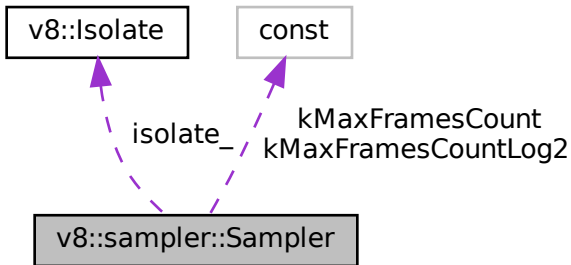 v8::Isolate
const
isolate_
kMaxFramesCount
kMaxFramesCountLog2
v8::sampler::Sampler